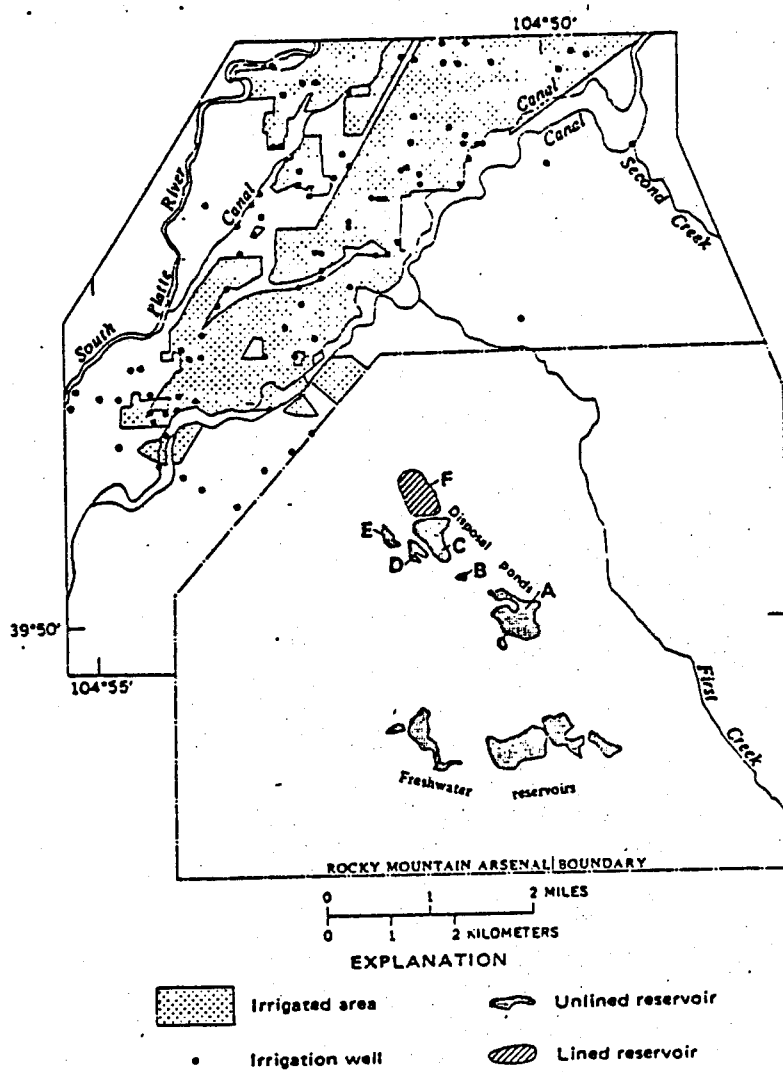 104°50'
Canal
Canal
River
Canal
Second Creek
South Platte
F
E
Disposal ponds
C
D
B
A
39°50'
104°55'
First Creek
Freshwater reservoirs
ROCKY MOUNTAIN ARSENAL BOUNDARY
0 1 2 MILES
0 1 2 KILOMETERS
EXPLANATION
Irrigated area
Unlined reservoir
Irrigation well
Lined reservoir